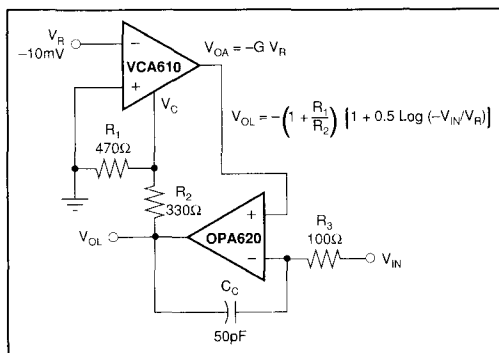 V_R
−10mV
−
VCA610
+
V_C
V_OA = −G V_R
V_OL = −(1 + R_1/R_2) [1 + 0.5 Log (−V_IN/V_R)]
R_1
470Ω
R_2
330Ω
V_OL
+
OPA620
−
R_3
100Ω
V_IN
C_C
50pF